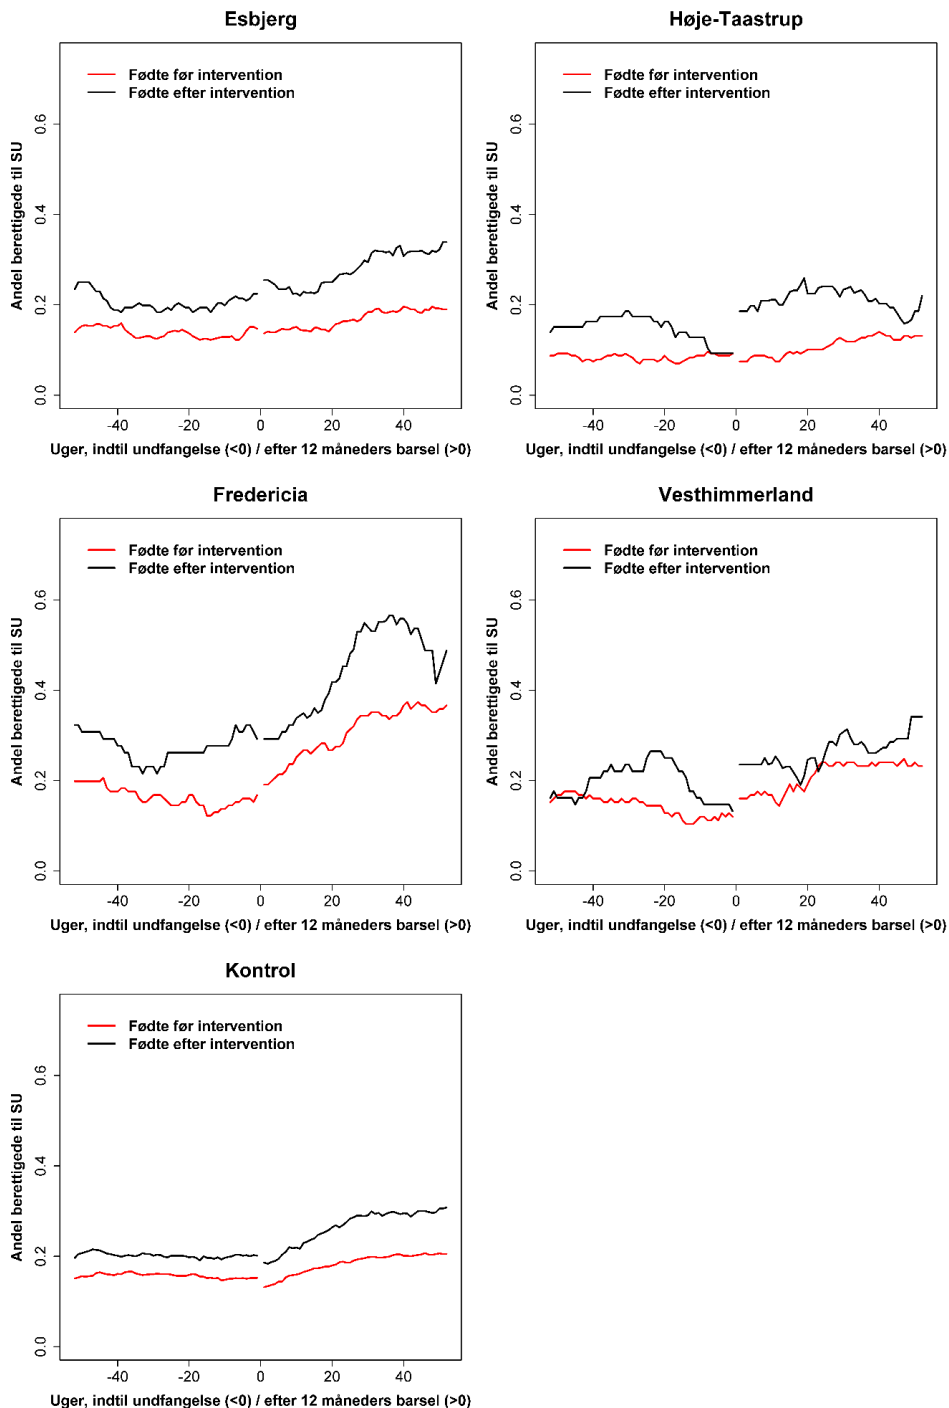 Esbjerg
Andel berettigede til SU
0.6
0.4
0.2
0.0
Fødte før intervention
Fødte efter intervention
-40 -20 0 20 40
Uger, indtil undfangelse (<0) / efter 12 måneders barsel (>0)
Høje-Taastrup
Andel berettigede til SU
0.6
0.4
0.2
0.0
Fødte før intervention
Fødte efter intervention
-40 -20 0 20 40
Uger, indtil undfangelse (<0) / efter 12 måneders barsel (>0)
Fredericia
Andel berettigede til SU
0.6
0.4
0.2
0.0
Fødte før intervention
Fødte efter intervention
-40 -20 0 20 40
Uger, indtil undfangelse (<0) / efter 12 måneders barsel (>0)
Vesthimmerland
Andel berettigede til SU
0.6
0.4
0.2
0.0
Fødte før intervention
Fødte efter intervention
-40 -20 0 20 40
Uger, indtil undfangelse (<0) / efter 12 måneders barsel (>0)
Kontrol
Andel berettigede til SU
0.6
0.4
0.2
0.0
Fødte før intervention
Fødte efter intervention
-40 -20 0 20 40
Uger, indtil undfangelse (<0) / efter 12 måneders barsel (>0)